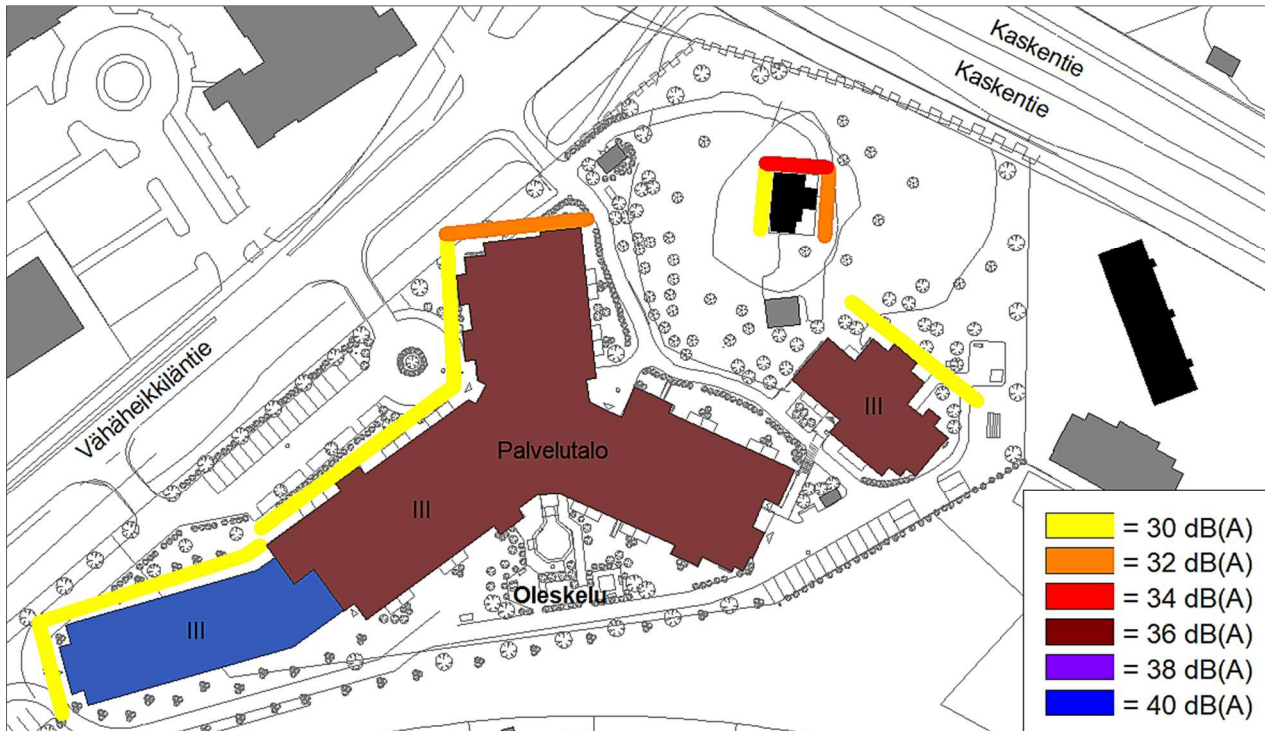 Kaskentie
Kaskentie
Vähäheikkiläntie
III
Palvelutalo
III
Oleskelu
III
= 30 dB(A)
= 32 dB(A)
= 34 dB(A)
= 36 dB(A)
= 38 dB(A)
= 40 dB(A)